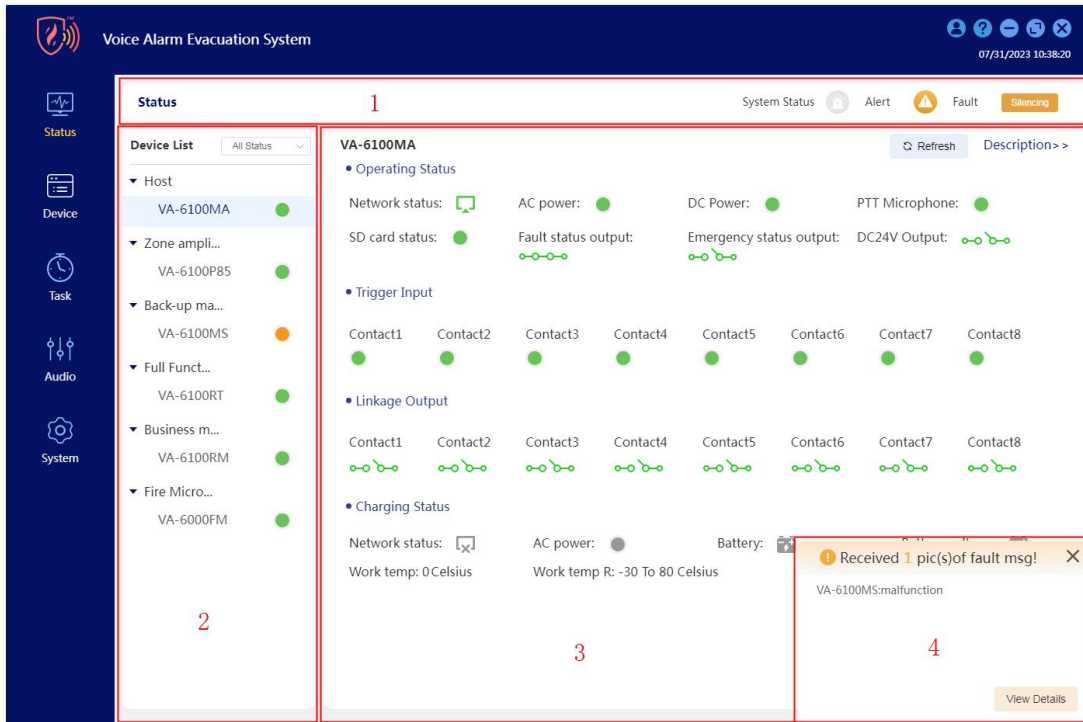 Voice Alarm Evacuation System
07/31/2023 10:38:20
Status
Device
Task
Audio
System
Status 1 System Status Alert Fault Silencing
Device List All Status
Host
VA-6100MA
Zone ampli...
VA-6100P85
Back-up ma...
VA-6100MS
Full Funct...
VA-6100RT
Business m...
VA-6100RM
Fire Micro...
VA-6000FM
2
VA-6100MA Refresh Description>>
Operating Status
Network status: AC power: DC Power: PTT Microphone:
SD card status: Fault status output: Emergency status output: DC24V Output:
Trigger Input
Contact1 Contact2 Contact3 Contact4 Contact5 Contact6 Contact7 Contact8
Linkage Output
Contact1 Contact2 Contact3 Contact4 Contact5 Contact6 Contact7 Contact8
Charging Status
Network status: AC power: Battery:
Work temp: 0Celsius Work temp R: -30 To 80 Celsius
3
Received 1 pic(s)of fault msg!
VA-6100MS:malfunction
4
View Details